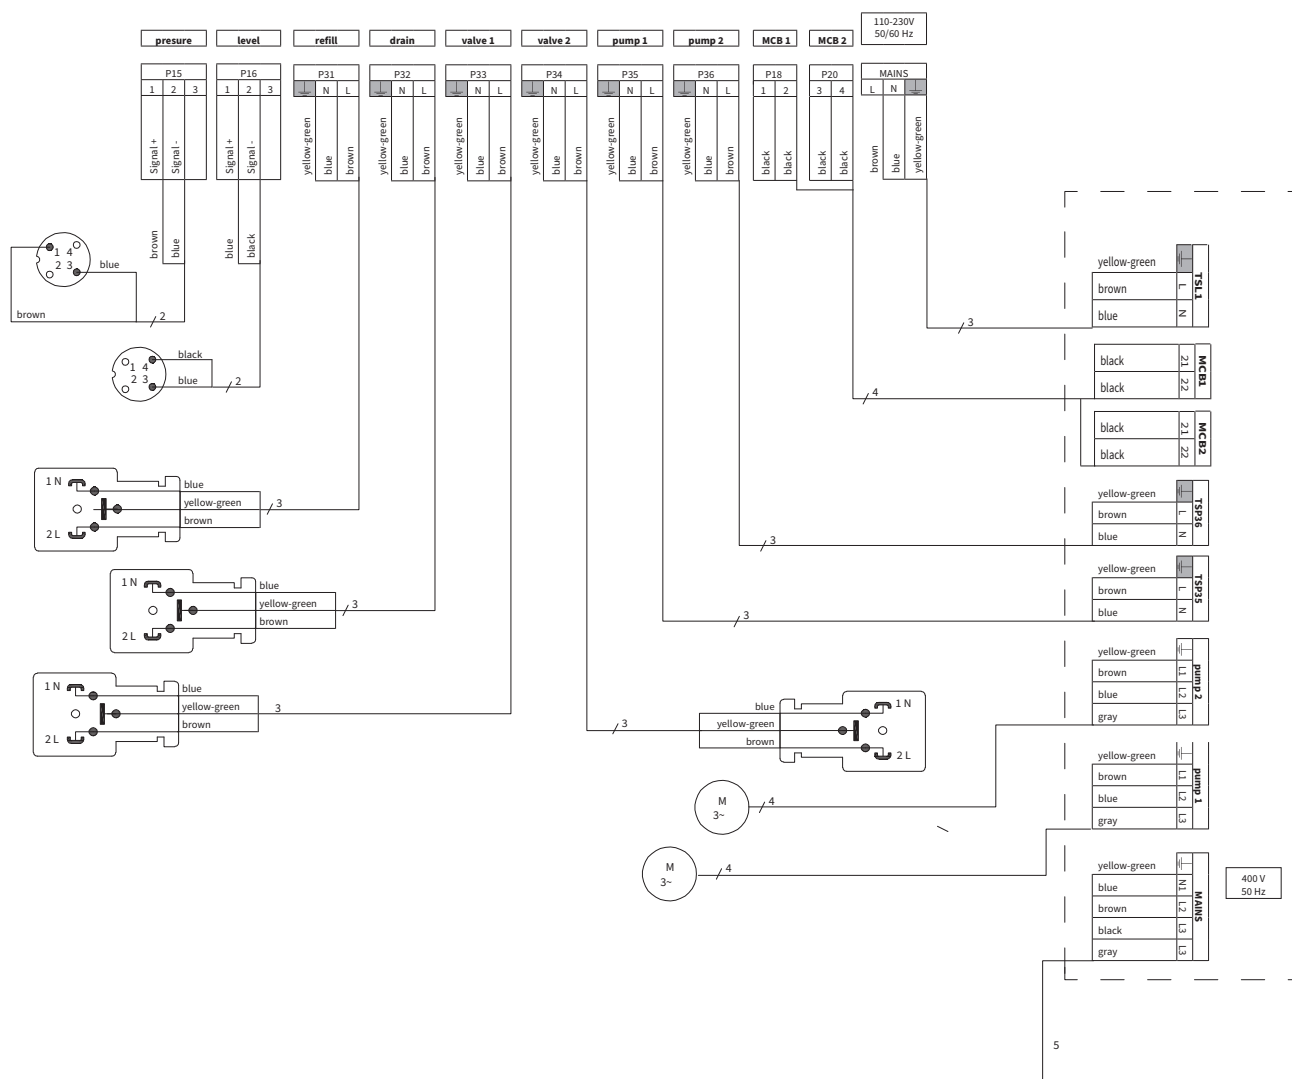 presure level refill drain valve 1 valve 2 pump 1 pump 2 MCB 1 MCB 2
110-230V
50/60 Hz
P15 P16 P31 P32 P33 P34 P35 P36 P18 P20 MAINS
1 2 3 1 2 3 N L N L N L N L N L N L 1 2 3 4 L N
Signal + Signal - Signal + Signal - yellow-green blue brown yellow-green blue brown yellow-green blue brown yellow-green blue brown yellow-green blue brown yellow-green blue brown black black black black brown blue yellow-green
brown blue blue black
1 4
2 3
blue
brown
2
1 4
2 3
black
blue
2
1 N
2 L
blue
yellow-green
brown
3
1 N
2 L
blue
yellow-green
brown
3
1 N
2 L
blue
yellow-green
brown
3
blue
yellow-green
brown
1 N
2 L
3
M
3~
4
M
3~
4
3
4
3
3
yellow-green
brown L
blue N
TSL1
black 21
black 22
MCB1
black 21
black 22
MCB2
yellow-green
brown L
blue N
TSP36
yellow-green
brown L
blue N
TSP35
yellow-green
brown L1
blue L2
gray L3
pump 2
yellow-green
brown L1
blue L2
gray L3
pump 1
yellow-green
blue N1
brown L2
black L3
gray L3
MAINS
400 V
50 Hz
5